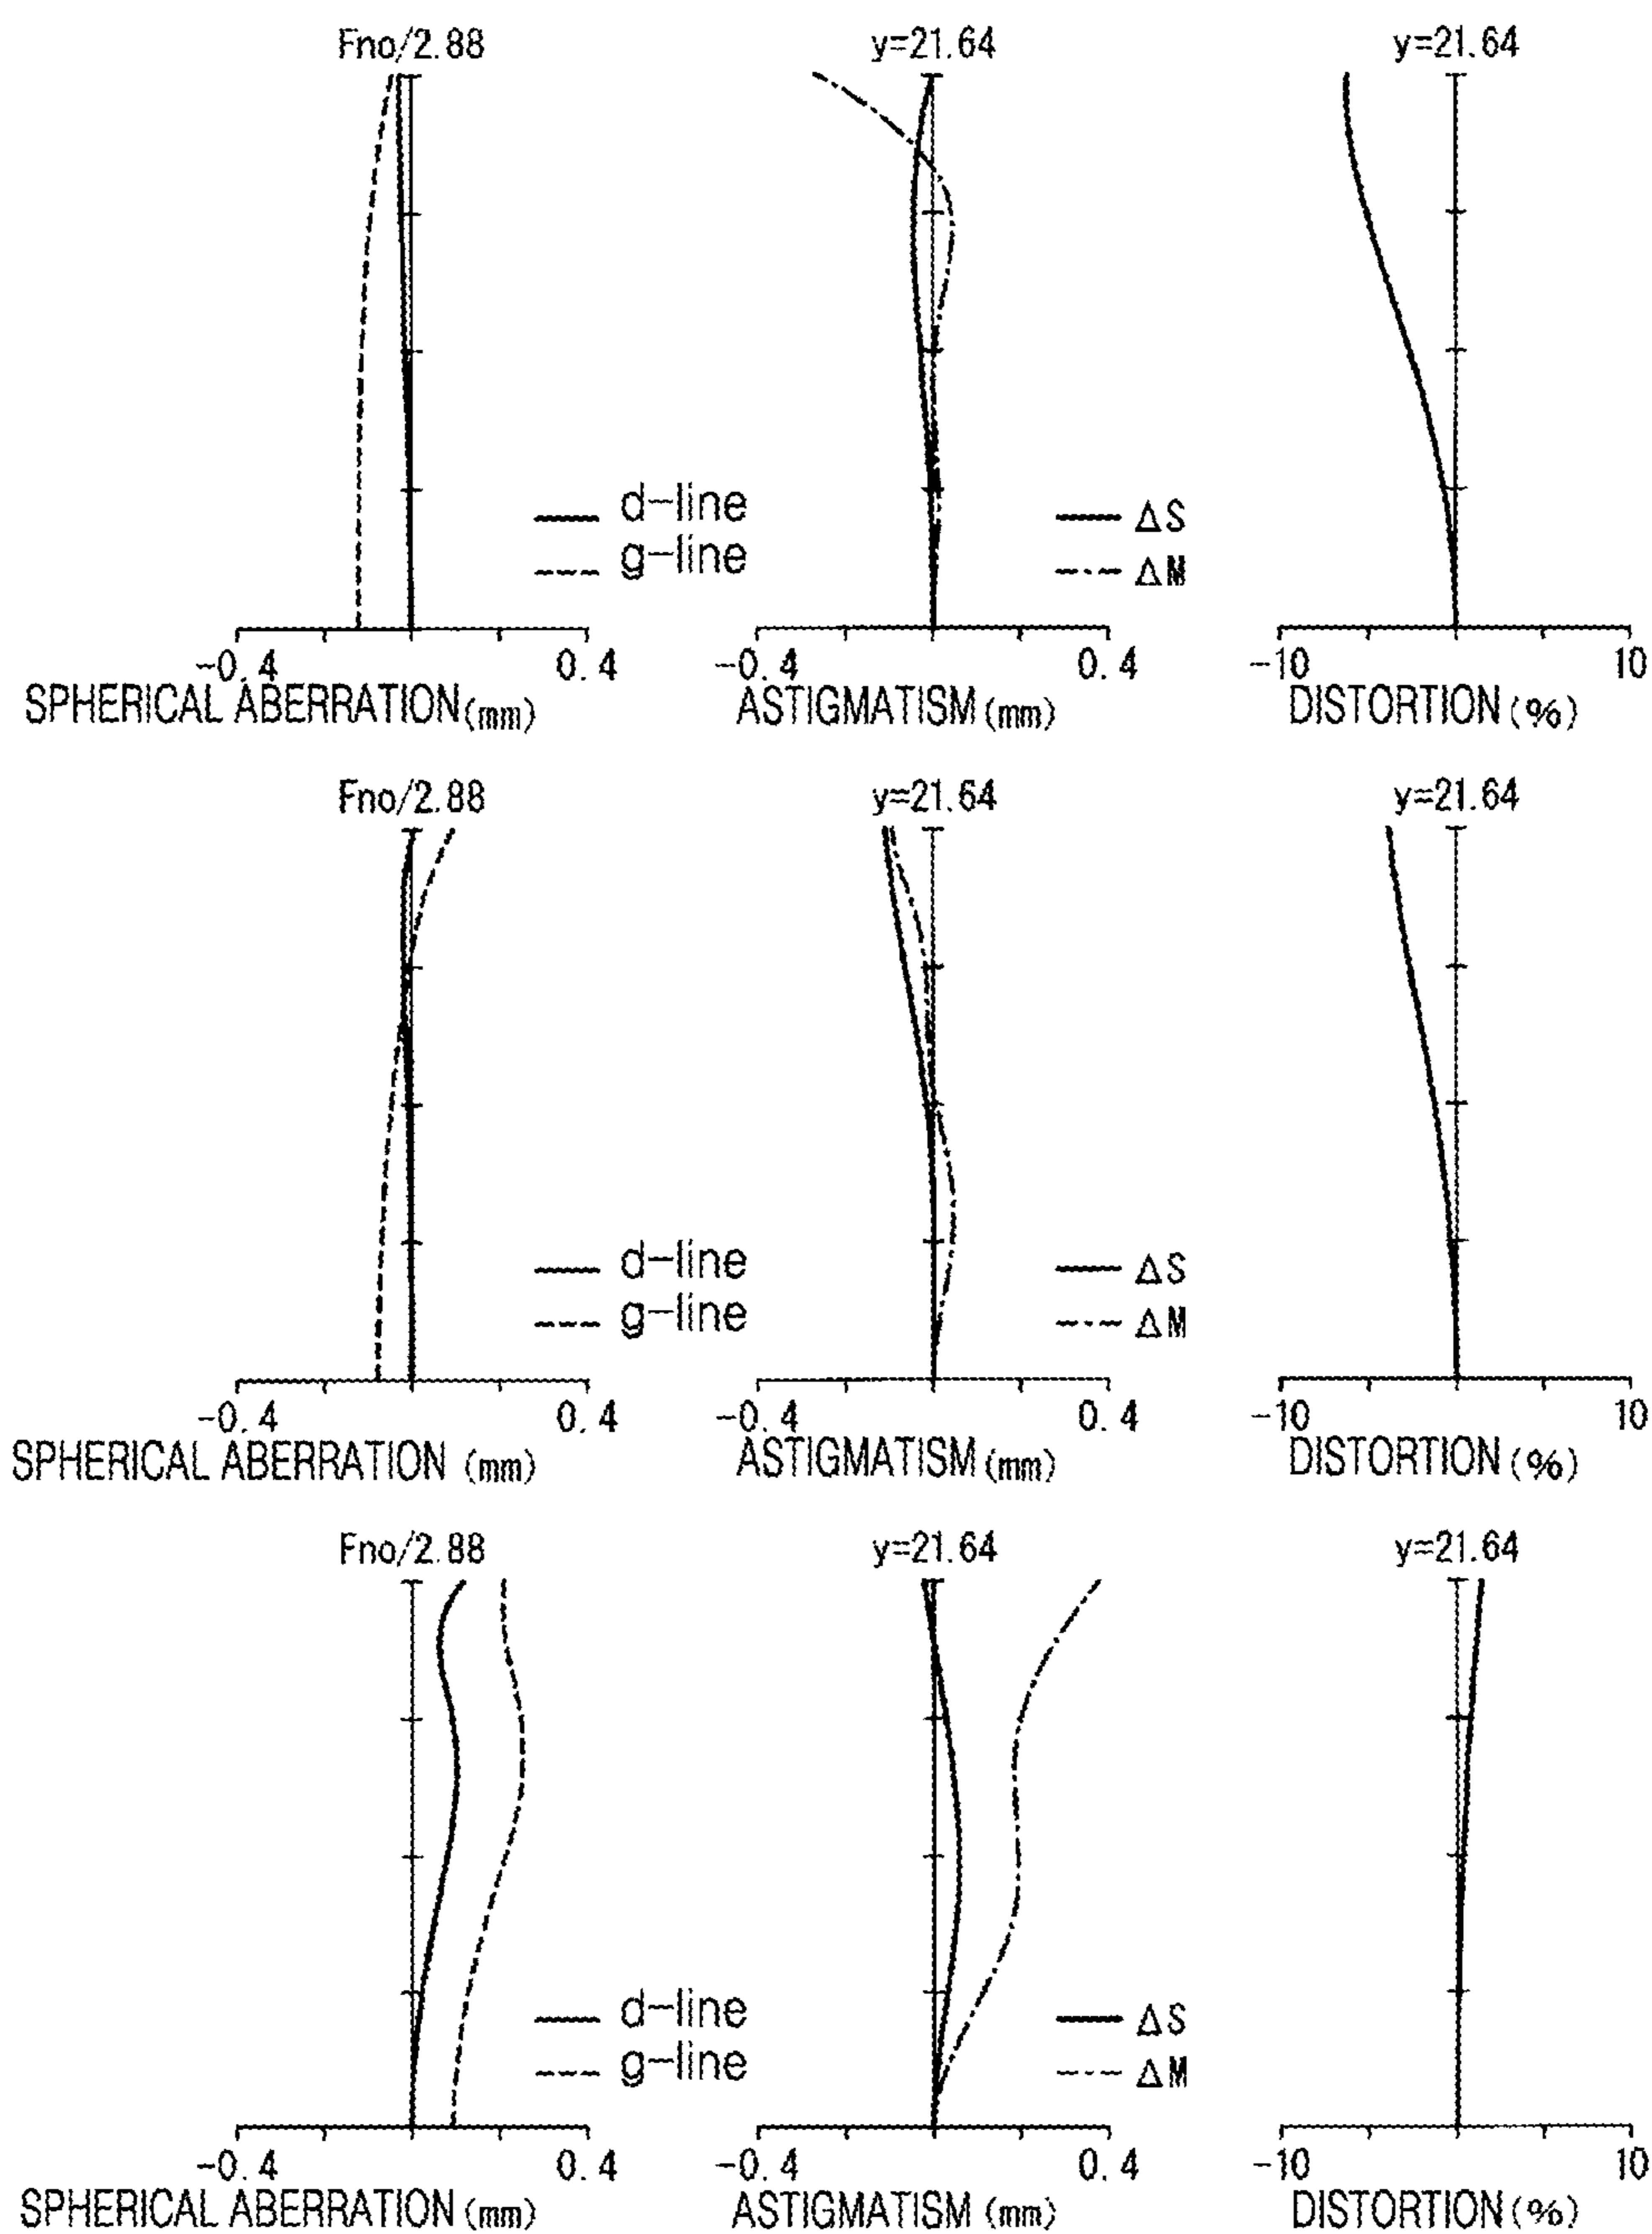 Fno/2.88
y=21.64
y=21.64
d-line
g-line
ΔS
ΔM
-0.4
0.4
-0.4
0.4
-10
10
SPHERICAL ABERRATION(mm)
ASTIGMATISM(mm)
DISTORTION(%)
Fno/2.88
y=21.64
y=21.64
d-line
g-line
ΔS
ΔM
-0.4
0.4
-0.4
0.4
-10
10
SPHERICAL ABERRATION (mm)
ASTIGMATISM(mm)
DISTORTION(%)
Fno/2.88
y=21.64
y=21.64
d-line
g-line
ΔS
ΔM
-0.4
0.4
-0.4
0.4
-10
10
SPHERICAL ABERRATION(mm)
ASTIGMATISM (mm)
DISTORTION(%)